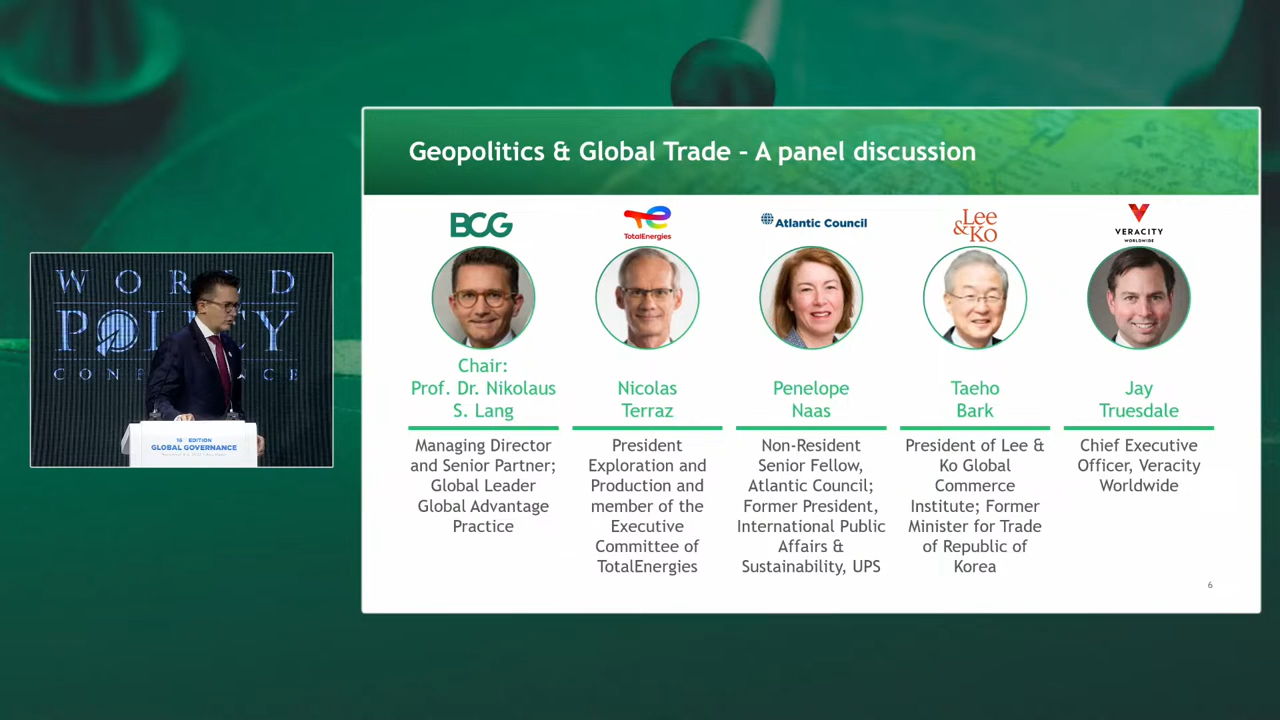 Geopolitics & Global Trade – A panel discussion
BCG
TotalEnergies
Atlantic Council
Lee
&Ko
VERACITY
WORLDWIDE
Chair:
Prof. Dr. Nikolaus
S. Lang
Nicolas
Terraz
Penelope
Naas
Taeho
Bark
Jay
Truesdale
Managing Director
and Senior Partner;
Global Leader
Global Advantage
Practice
President
Exploration and
Production and
member of the
Executive
Committee of
TotalEnergies
Non-Resident
Senior Fellow,
Atlantic Council;
Former President,
International Public
Affairs &
Sustainability, UPS
President of Lee &
Ko Global
Commerce
Institute; Former
Minister for Trade
of Republic of
Korea
Chief Executive
Officer, Veracity
Worldwide
6
WORLD
POLICY
EDITION
GLOBAL GOVERNANCE